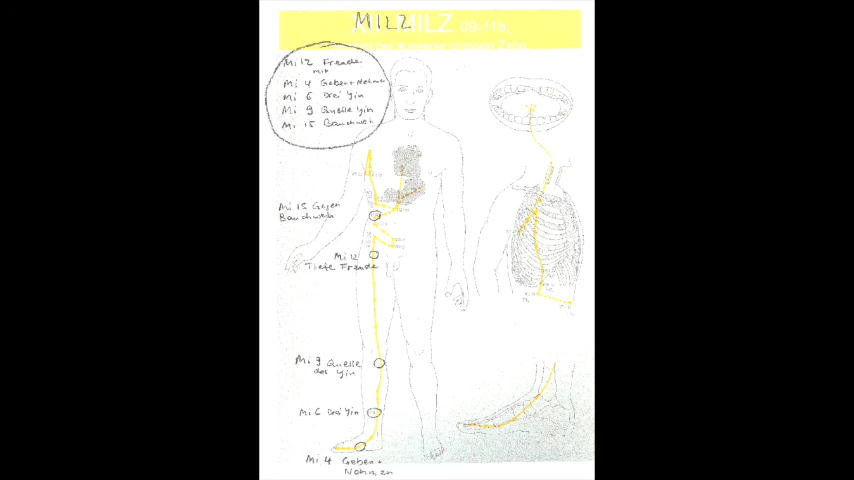 MILZ
MILZ 09-11h,
Mi 12 Freude
Mi 4 Geben + Nehmen
Mi 6 Drei Yin
Mi 9 Quelle Yin
Mi 15 Bauchweh
Mi 15 Gegen
Bauchweh
Mi 12
Tiefe Freude
Mi 9 Quelle
des Yin
Mi 6 Drei Yin
Mi 4 Geben +
Nehmen